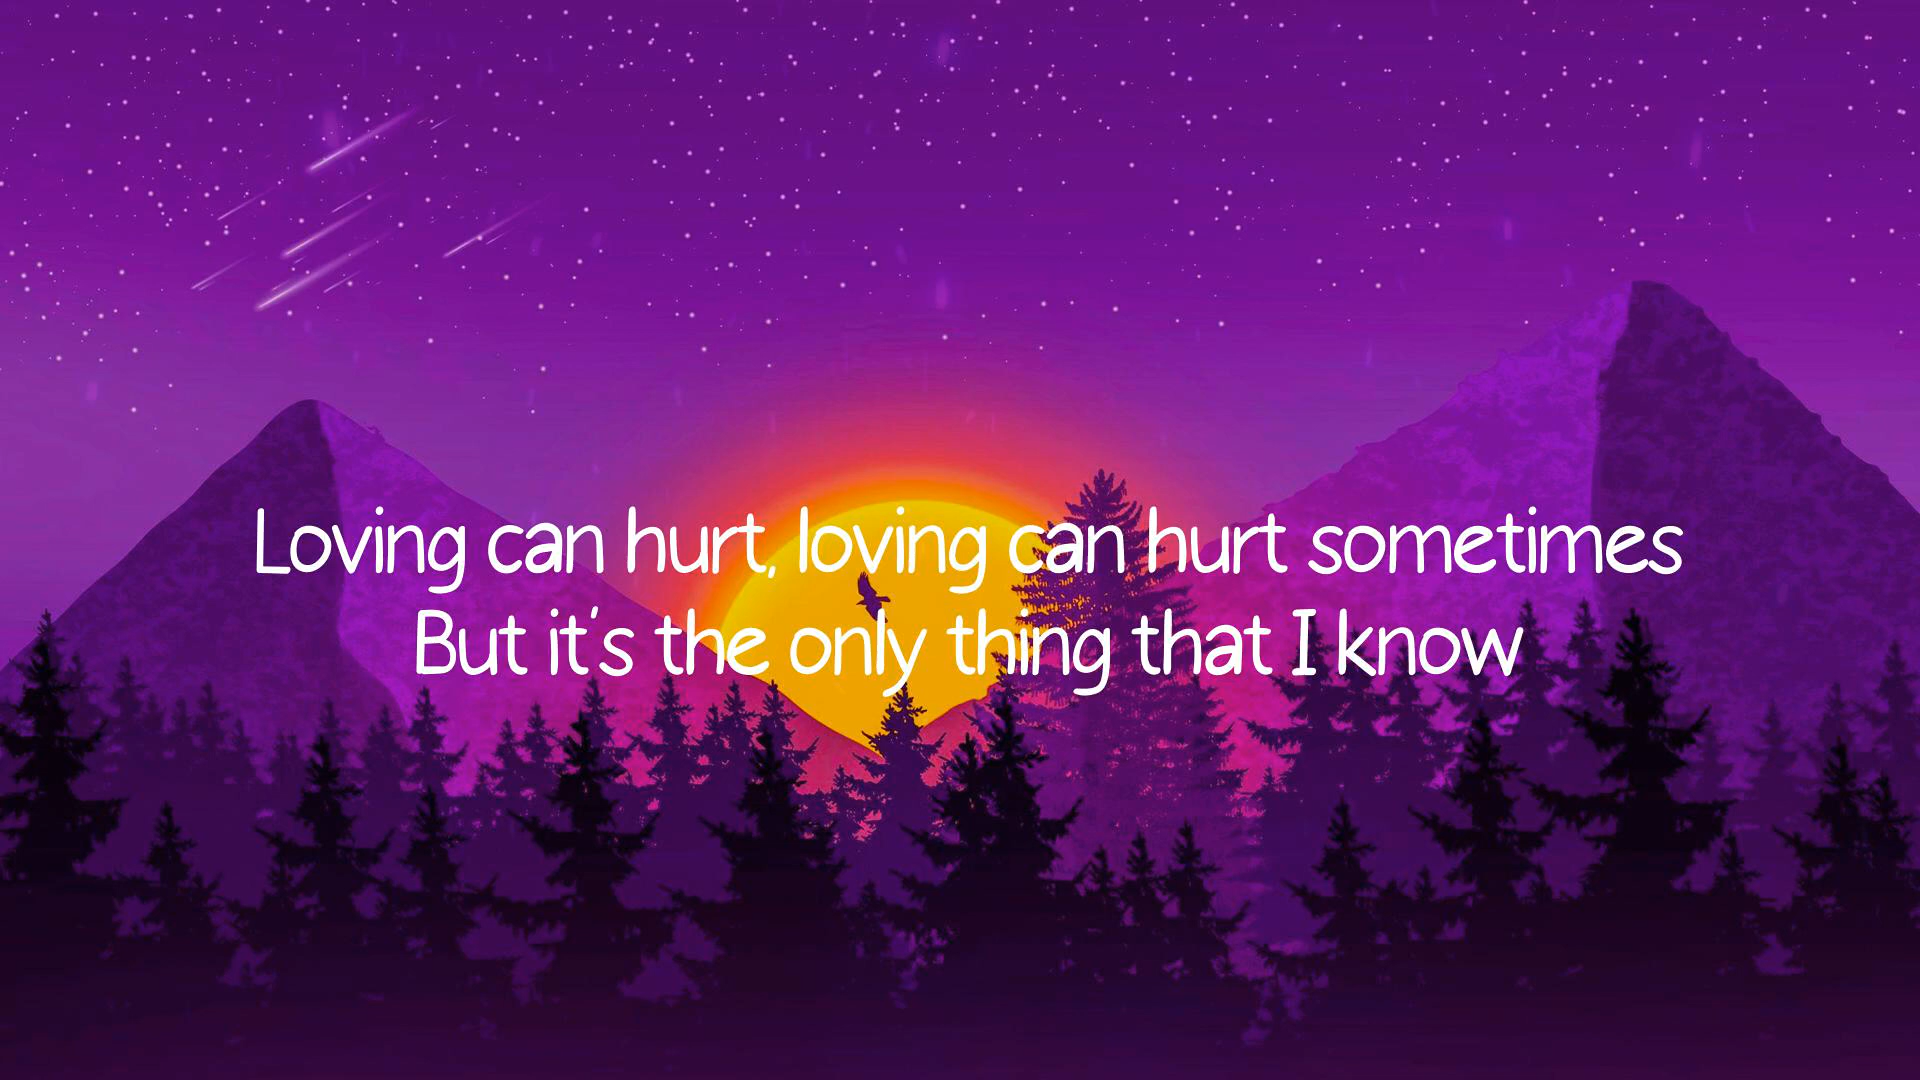 Loving can hurt, loving can hurt sometimes
But it's the only thing that I know